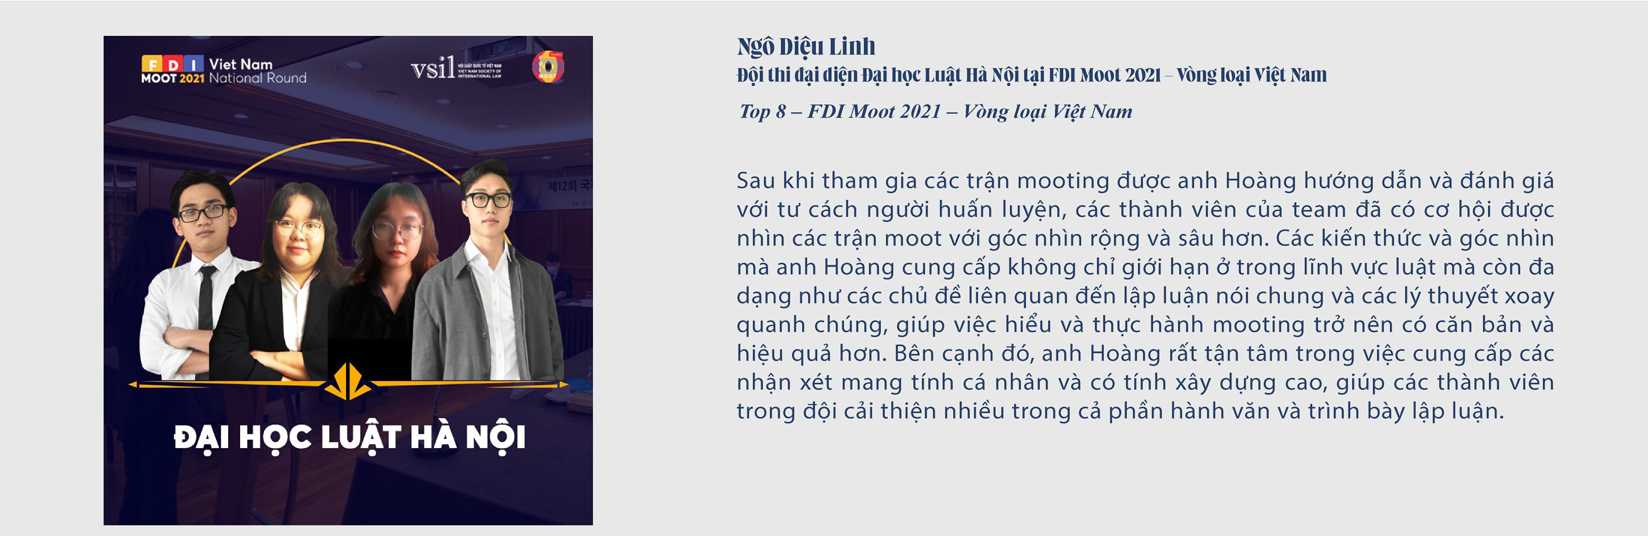 FDI
MOOT 2021
Viet Nam
National Round
vsil
HỘI LUẬT QUỐC TẾ VIỆT NAM
VIET NAM SOCIETY OF
INTERNATIONAL LAW
MOOT
제12회 국
ĐẠI HỌC LUẬT HÀ NỘI
Ngô Diệu Linh
Đội thi đại diện Đại học Luật Hà Nội tại FDI Moot 2021 – Vòng loại Việt Nam
Top 8 – FDI Moot 2021 – Vòng loại Việt Nam
Sau khi tham gia các trận mooting được anh Hoàng hướng dẫn và đánh giá
với tư cách người huấn luyện, các thành viên của team đã có cơ hội được
nhìn các trận moot với góc nhìn rộng và sâu hơn. Các kiến thức và góc nhìn
mà anh Hoàng cung cấp không chỉ giới hạn ở trong lĩnh vực luật mà còn đa
dạng như các chủ đề liên quan đến lập luận nói chung và các lý thuyết xoay
quanh chúng, giúp việc hiểu và thực hành mooting trở nên có căn bản và
hiệu quả hơn. Bên cạnh đó, anh Hoàng rất tận tâm trong việc cung cấp các
nhận xét mang tính cá nhân và có tính xây dựng cao, giúp các thành viên
trong đội cải thiện nhiều trong cả phần hành văn và trình bày lập luận.